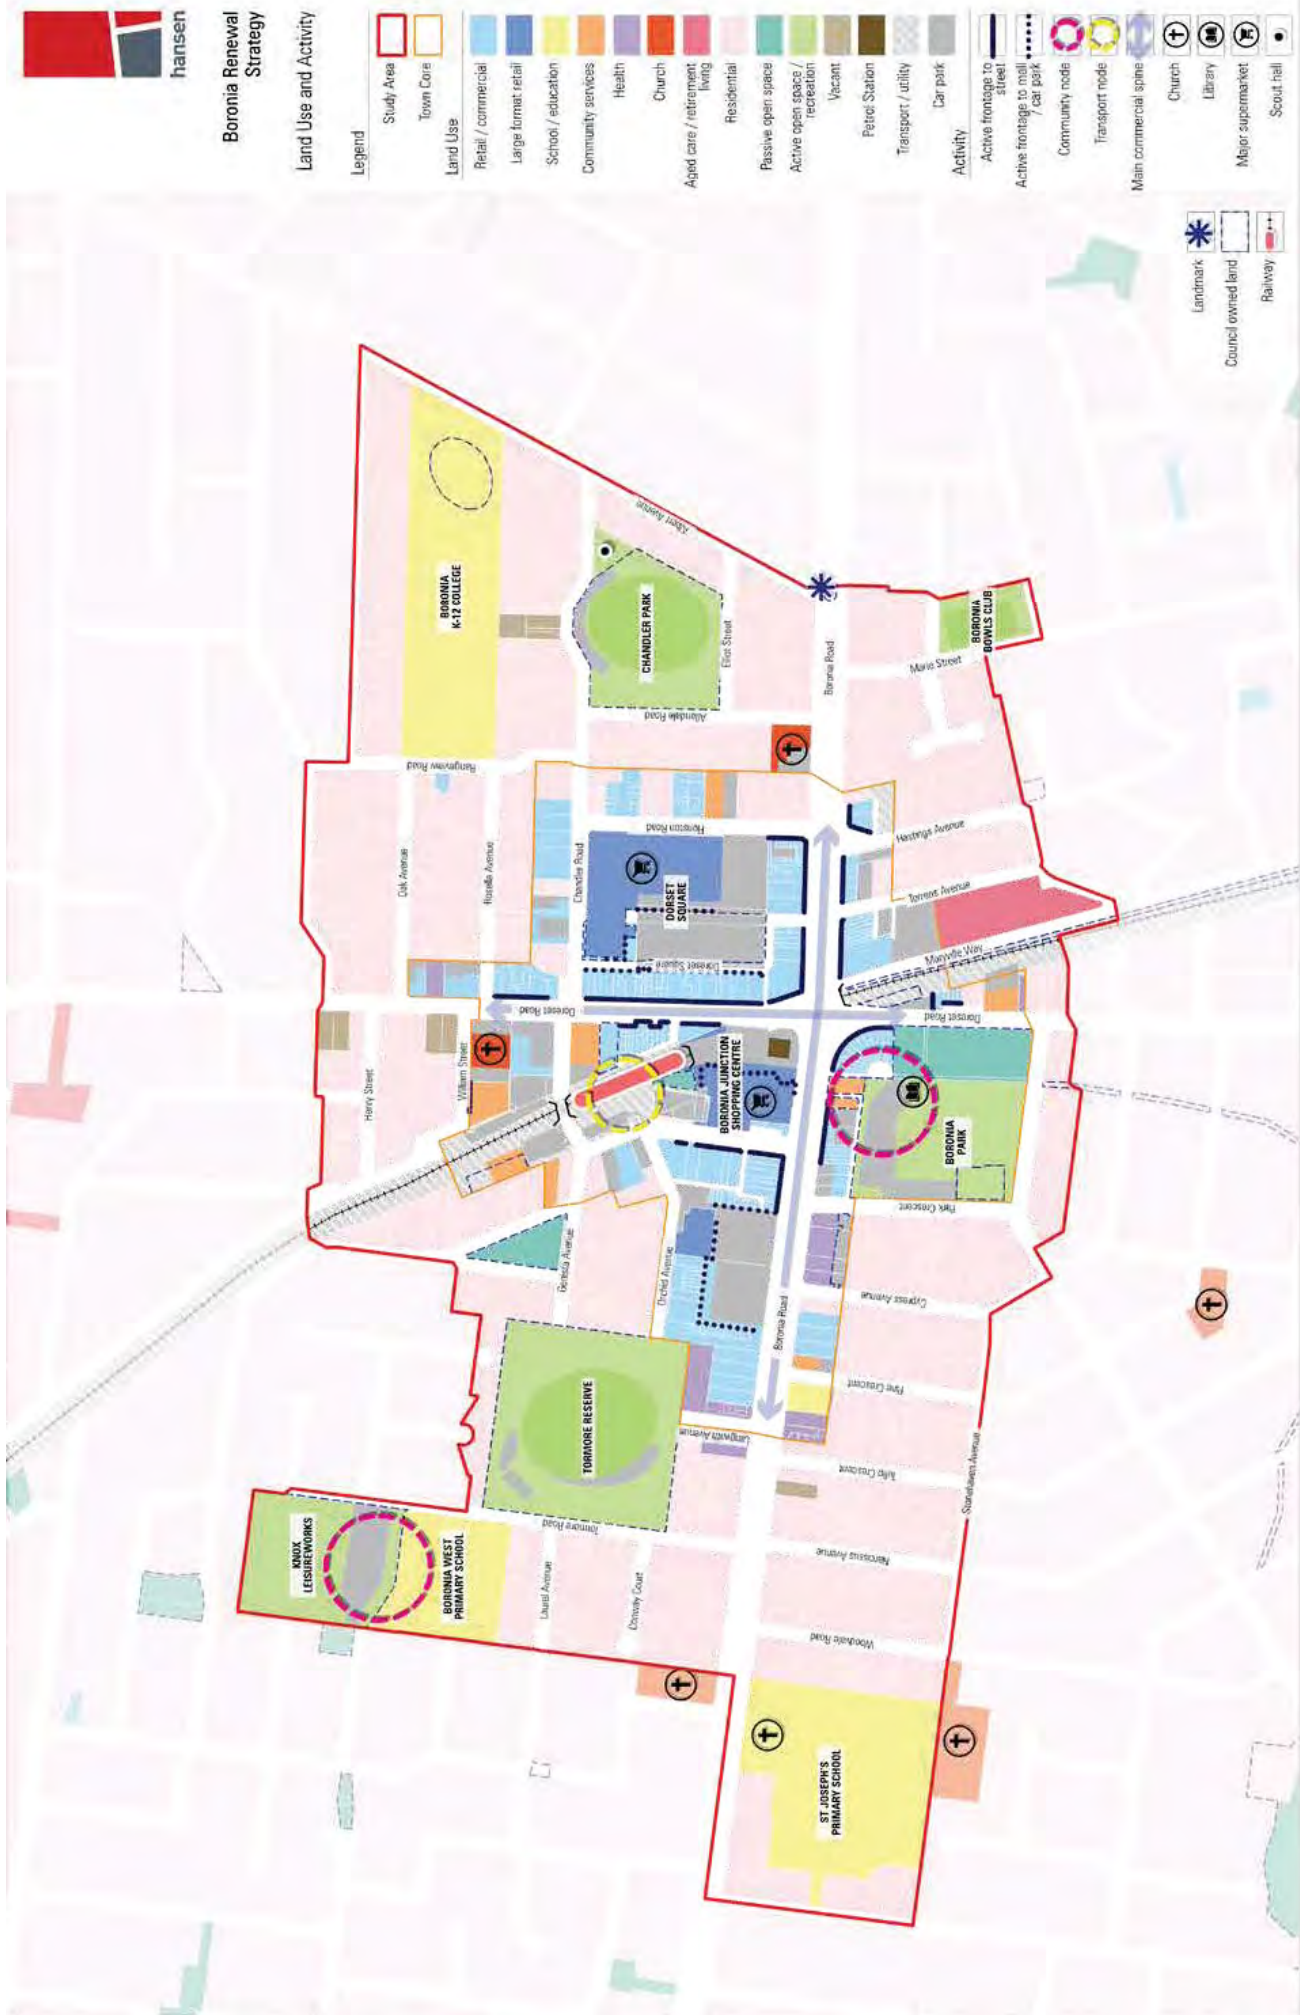 hansen
Boronia Renewal
Strategy
Land Use and Activity
Legend
Study Area
Town Core
Land Use
Retail / commercial
Large format retail
School / education
Community services
Health
Church
Aged care / retirement
living
Residential
Passive open space
Active open space /
recreation
Vacant
Petrol Station
Transport / utility
Car park
Activity
Active frontage to
street
Active frontage to mall
/ car park
Community node
Transport node
Main commercial spine
Church
Library
Major supermarket
Scout hall
Landmark
Council owned land
Railway
BORONIA
K-12 COLLEGE
Albert Avenue
CHANDLER PARK
Elliot Street
Boronia Road
Marie Street
BORONIA
BOWLS CLUB
Allandale Road
Rangeview Road
Oak Avenue
Rosella Avenue
Chandler Road
Floriston Road
Hastings Avenue
DORSET
SQUARE
Torrens Avenue
Dorset Square
Maryville Way
Dorset Road
Dorset Road
Henry Street
William Street
BORONIA JUNCTION
SHOPPING CENTRE
BORONIA
PARK
Park Crescent
Genista Avenue
Orchid Avenue
Boronia Road
Cypress Avenue
Pine Crescent
TORMORE RESERVE
Langwith Avenue
Tulip Crescent
Stonehaven Avenue
KNOX
LEISUREWORKS
BORONIA WEST
PRIMARY SCHOOL
Tormore Road
Laurel Avenue
Conway Court
Narcissus Avenue
Woodvale Road
ST JOSEPH'S
PRIMARY SCHOOL